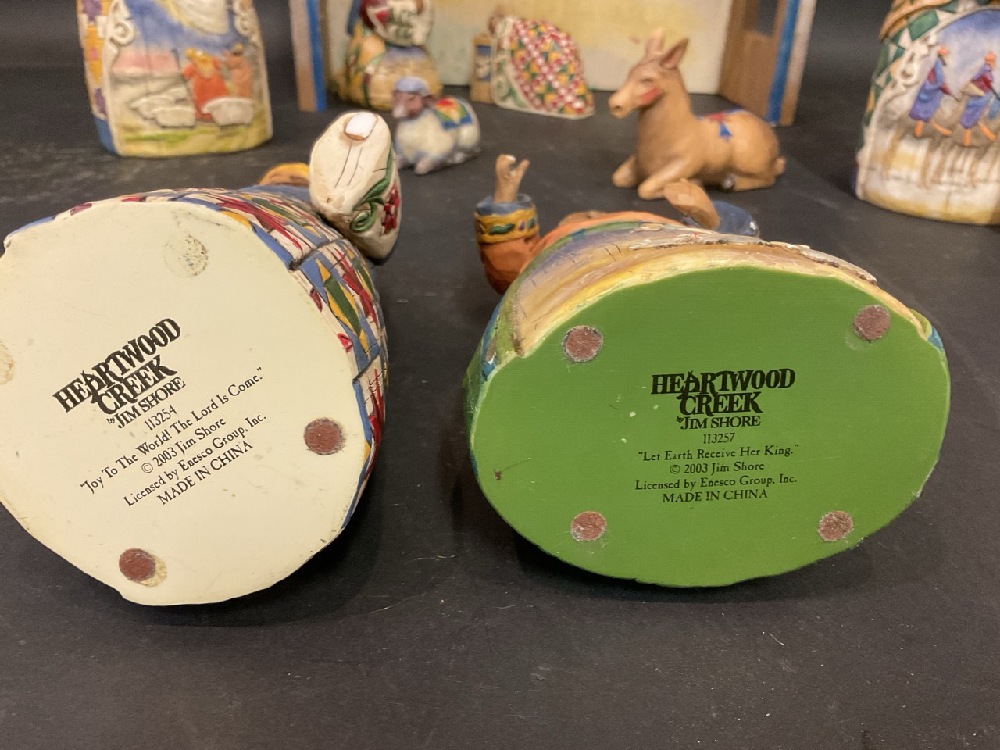 HEARTWOOD
CREEK
by JIM SHORE
113254
"Joy To The World! The Lord Is Come."
© 2003 Jim Shore
Licensed by Enesco Group, Inc.
MADE IN CHINA
HEARTWOOD
CREEK
by JIM SHORE
113257
"Let Earth Receive Her King."
© 2003 Jim Shore
Licensed by Enesco Group, Inc.
MADE IN CHINA